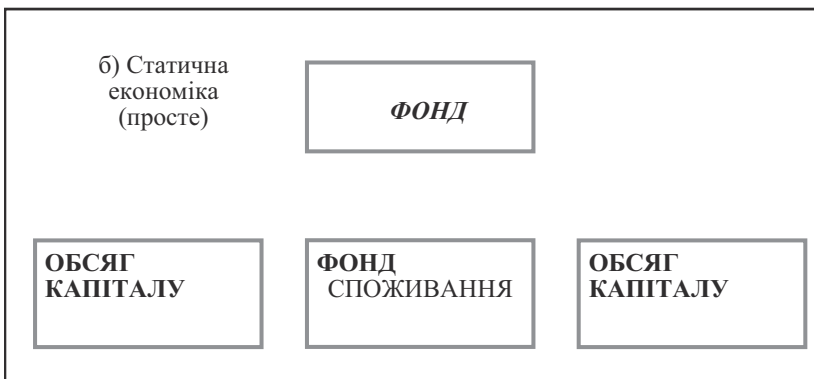 б) Статична
економіка
(просте)
ФОНД
ОБСЯГ
КАПІТАЛУ
ФОНД
СПОЖИВАННЯ
ОБСЯГ
КАПІТАЛУ